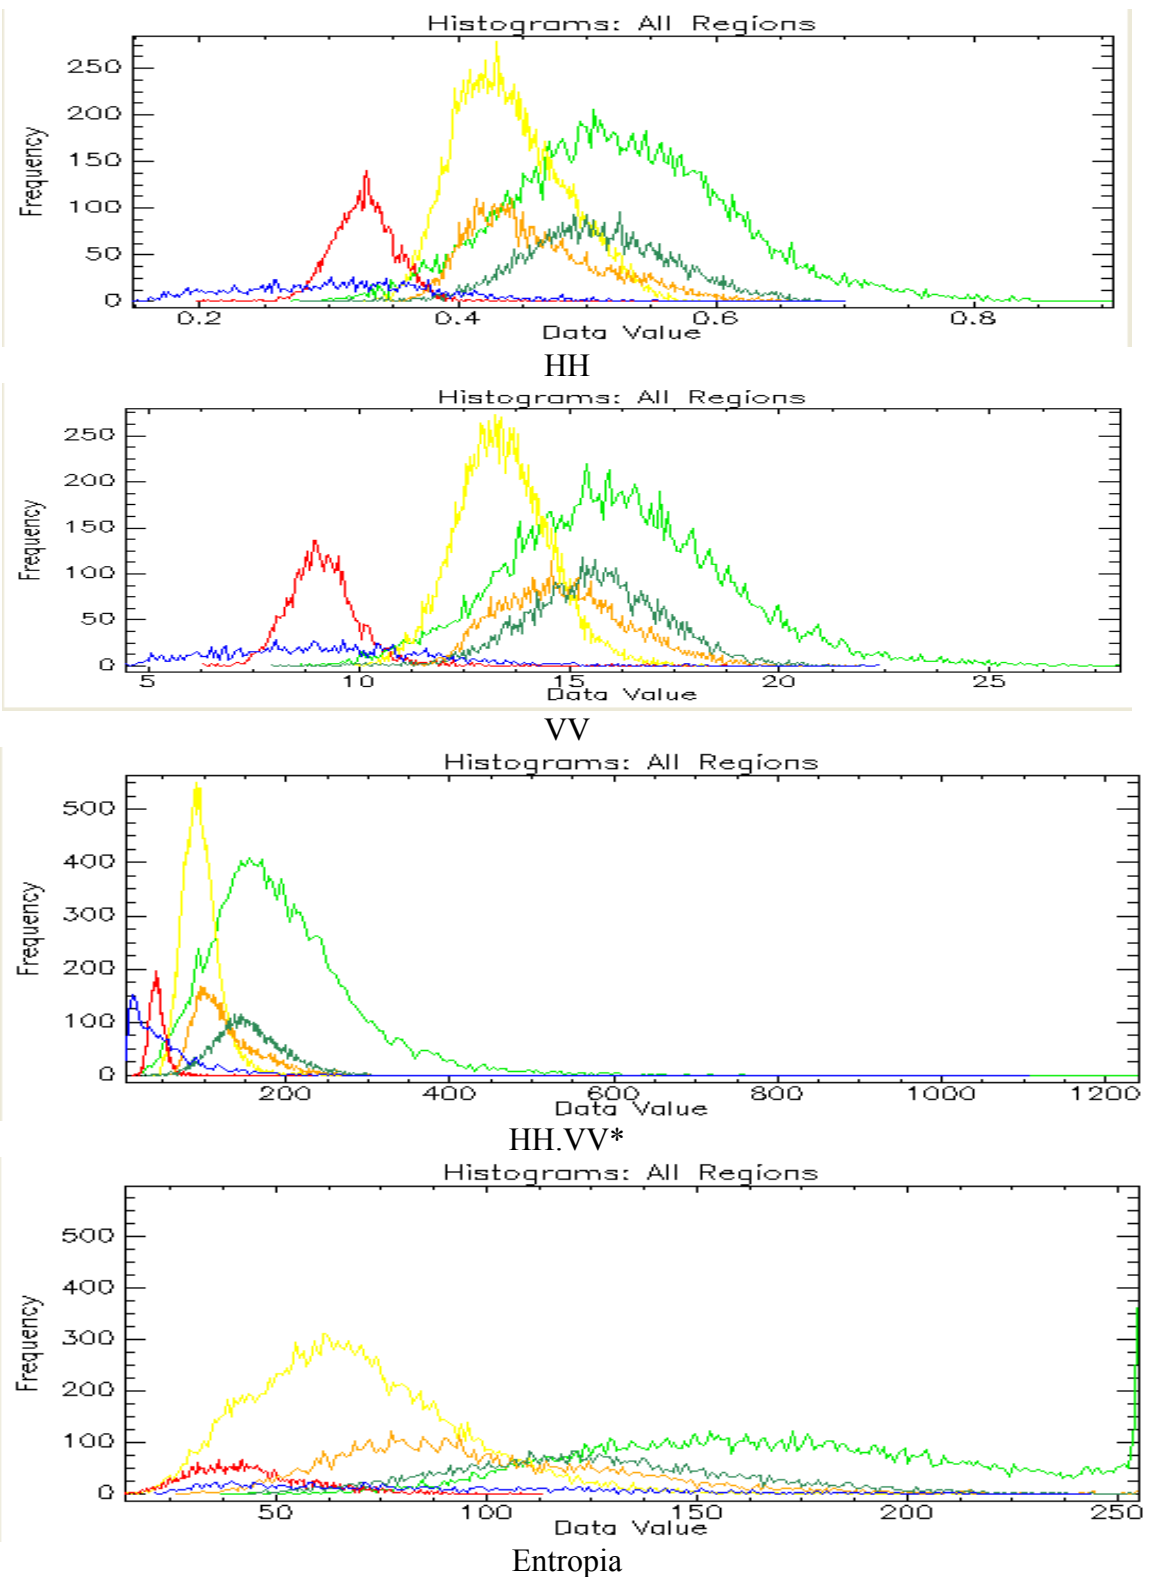 Histograms: All Regions
250
200
150
100
50
0
Frequency
0.2 0.4 0.6 0.8
Data Value
HH
Histograms: All Regions
250
200
150
100
50
0
Frequency
5 10 15 20 25
Data Value
VV
Histograms: All Regions
500
400
300
200
100
0
Frequency
200 400 600 800 1000 1200
Data Value
HH.VV*
Histograms: All Regions
500
400
300
200
100
0
Frequency
50 100 150 200 250
Data Value
Entropia